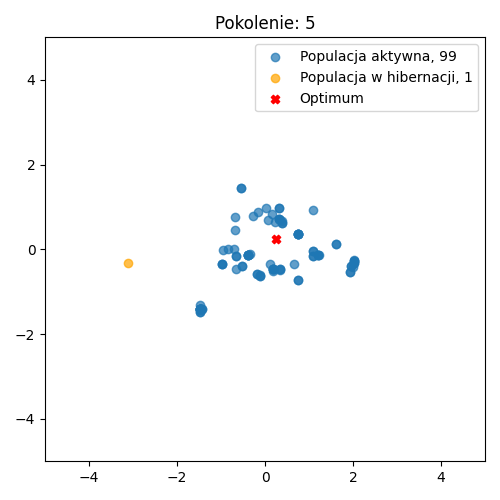 Pokolenie: 5
Populacja aktywna, 99
Populacja w hibernacji, 1
Optimum
4
2
0
−2
−4
−4
−2
0
2
4